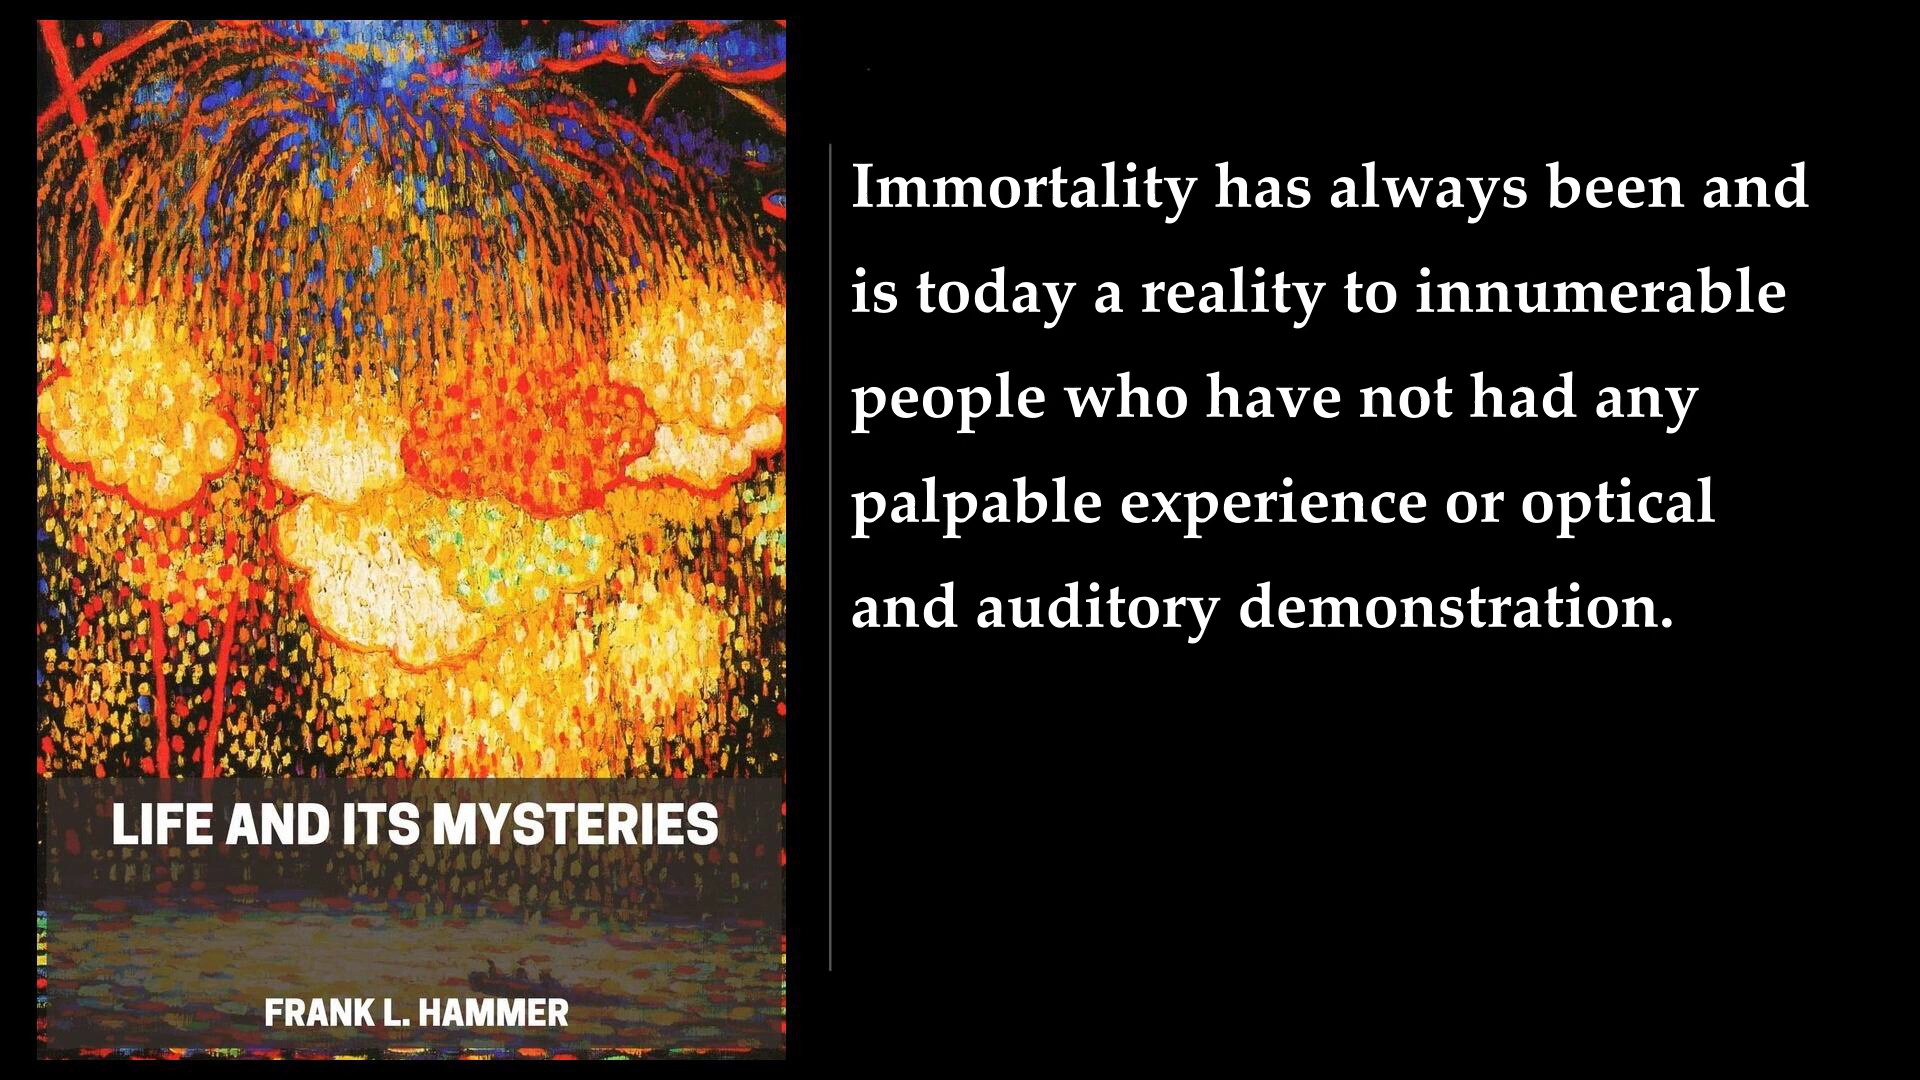 LIFE AND ITS MYSTERIES
FRANK L. HAMMER
Immortality has always been and
is today a reality to innumerable
people who have not had any
palpable experience or optical
and auditory demonstration.